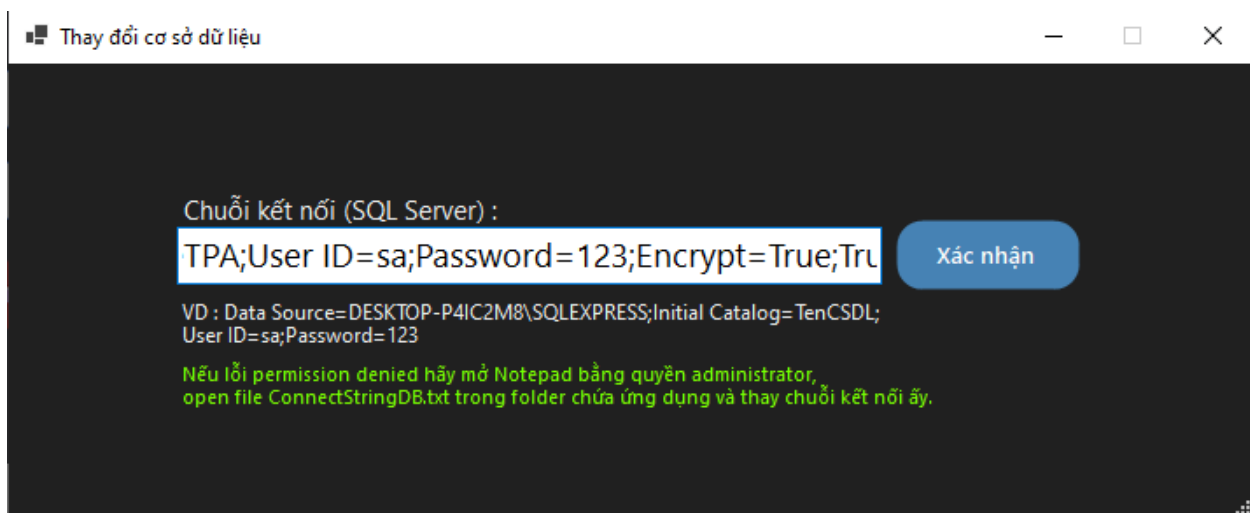 Thay đổi cơ sở dữ liệu
Chuỗi kết nối (SQL Server) :
TPA;User ID=sa;Password=123;Encrypt=True;Tru
Xác nhận
VD : Data Source=DESKTOP-P4IC2M8\SQLEXPRESS;Initial Catalog=TenCSDL;
User ID=sa;Password=123
Nếu lỗi permission denied hãy mở Notepad bằng quyền administrator,
open file ConnectStringDB.txt trong folder chứa ứng dụng và thay chuỗi kết nối ấy.